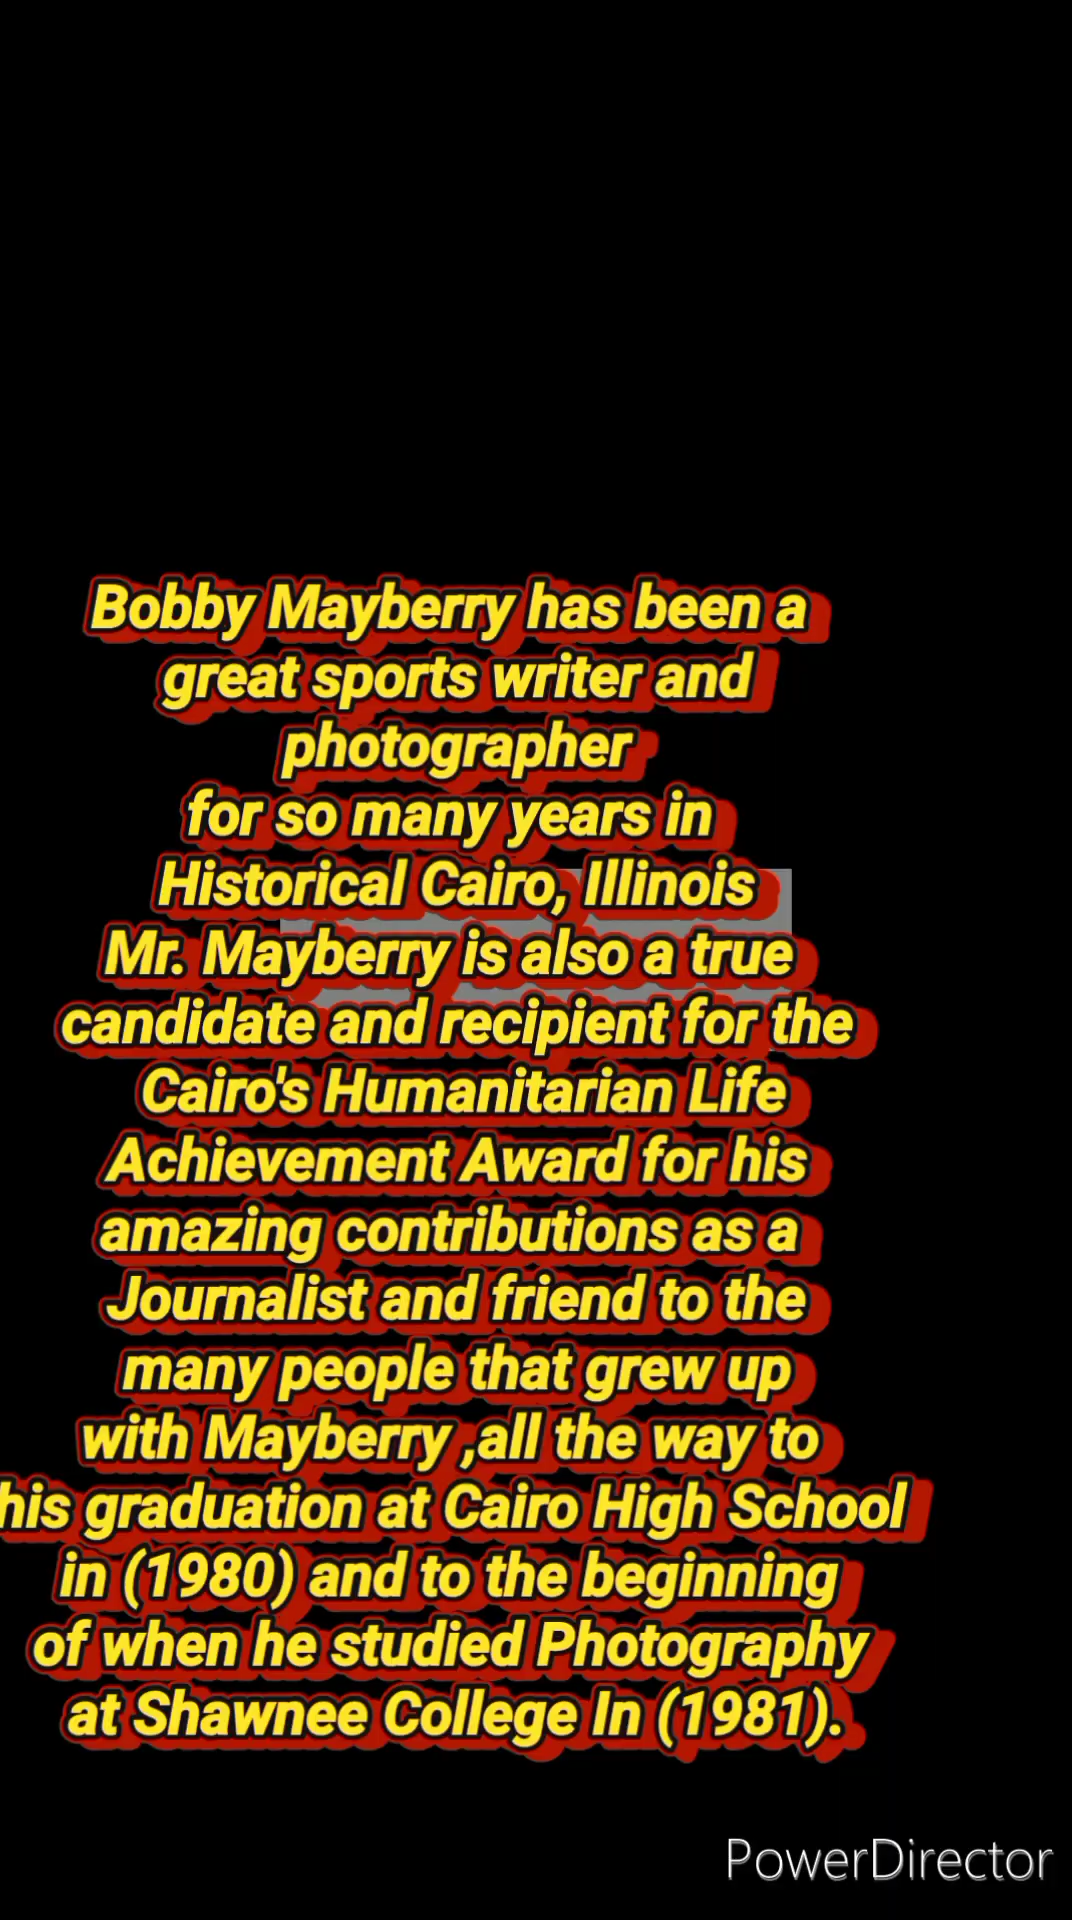 Bobby Mayberry has been a
great sports writer and
photographer
for so many years in
Historical Cairo, Illinois
Mr. Mayberry is also a true
candidate and recipient for the
Cairo's Humanitarian Life
Achievement Award for his
amazing contributions as a
Journalist and friend to the
many people that grew up
with Mayberry ,all the way to
his graduation at Cairo High School
in (1980) and to the beginning
of when he studied Photography
at Shawnee College In (1981).
PowerDirector